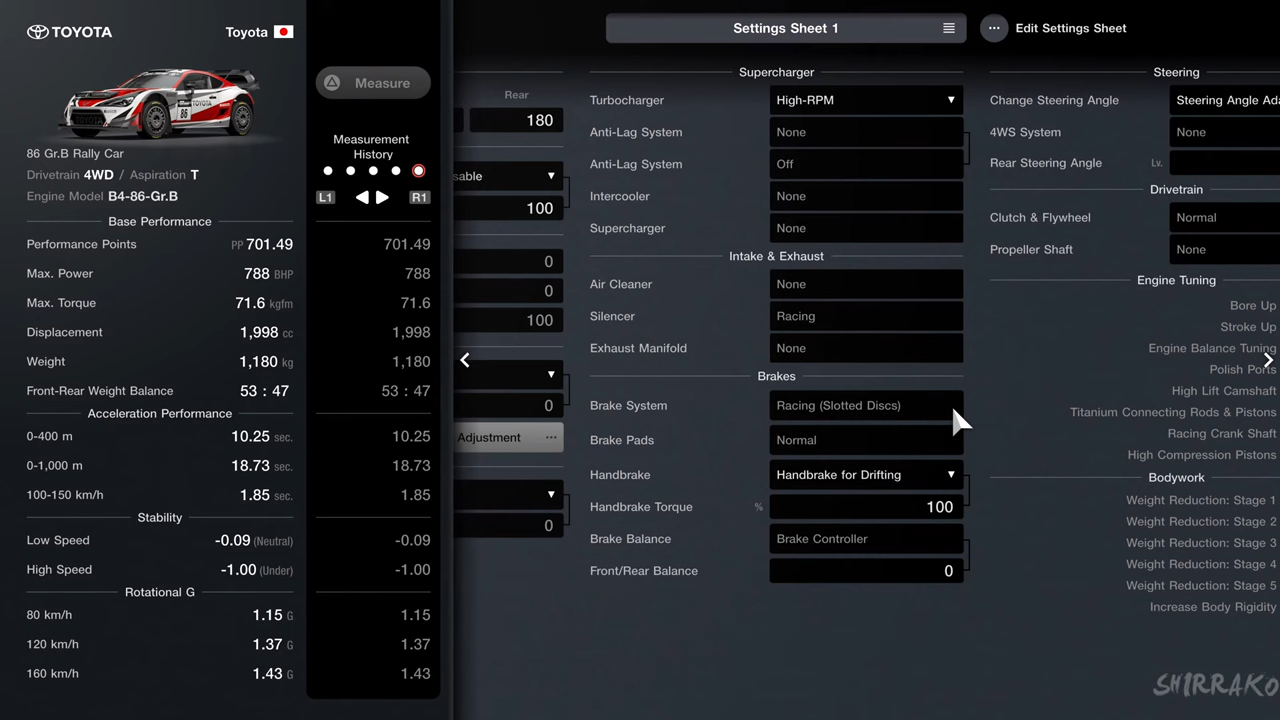 TOYOTA
Toyota
86 Gr.B Rally Car
Drivetrain 4WD / Aspiration T
Engine Model B4-86-Gr.B
Base Performance
Performance Points PP 701.49
Max. Power 788 BHP
Max. Torque 71.6 kgfm
Displacement 1,998 cc
Weight 1,180 kg
Front-Rear Weight Balance 53 : 47
Acceleration Performance
0-400 m 10.25 sec.
0-1,000 m 18.73 sec.
100-150 km/h 1.85 sec.
Stability
Low Speed -0.09 (Neutral)
High Speed -1.00 (Under)
Rotational G
80 km/h 1.15 G
120 km/h 1.37 G
160 km/h 1.43 G
Measure
Measurement
History
L1 R1
701.49
788
71.6
1,998
1,180
53 : 47
10.25
18.73
1.85
-0.09
-1.00
1.15
1.37
1.43
Settings Sheet 1
Edit Settings Sheet
Rear
180
sable
100
0
0
100
0
Adjustment
0
Supercharger
Turbocharger High-RPM
Anti-Lag System None
Anti-Lag System Off
Intercooler None
Supercharger None
Intake & Exhaust
Air Cleaner None
Silencer Racing
Exhaust Manifold None
Brakes
Brake System Racing (Slotted Discs)
Brake Pads Normal
Handbrake Handbrake for Drifting
Handbrake Torque % 100
Brake Balance Brake Controller
Front/Rear Balance 0
Steering
Change Steering Angle Steering Angle Ada
4WS System None
Rear Steering Angle Lv.
Drivetrain
Clutch & Flywheel Normal
Propeller Shaft None
Engine Tuning
Bore Up
Stroke Up
Engine Balance Tuning
Polish Ports
High Lift Camshaft
Titanium Connecting Rods & Pistons
Racing Crank Shaft
High Compression Pistons
Bodywork
Weight Reduction: Stage 1
Weight Reduction: Stage 2
Weight Reduction: Stage 3
Weight Reduction: Stage 4
Weight Reduction: Stage 5
Increase Body Rigidity
SHIRRAKO